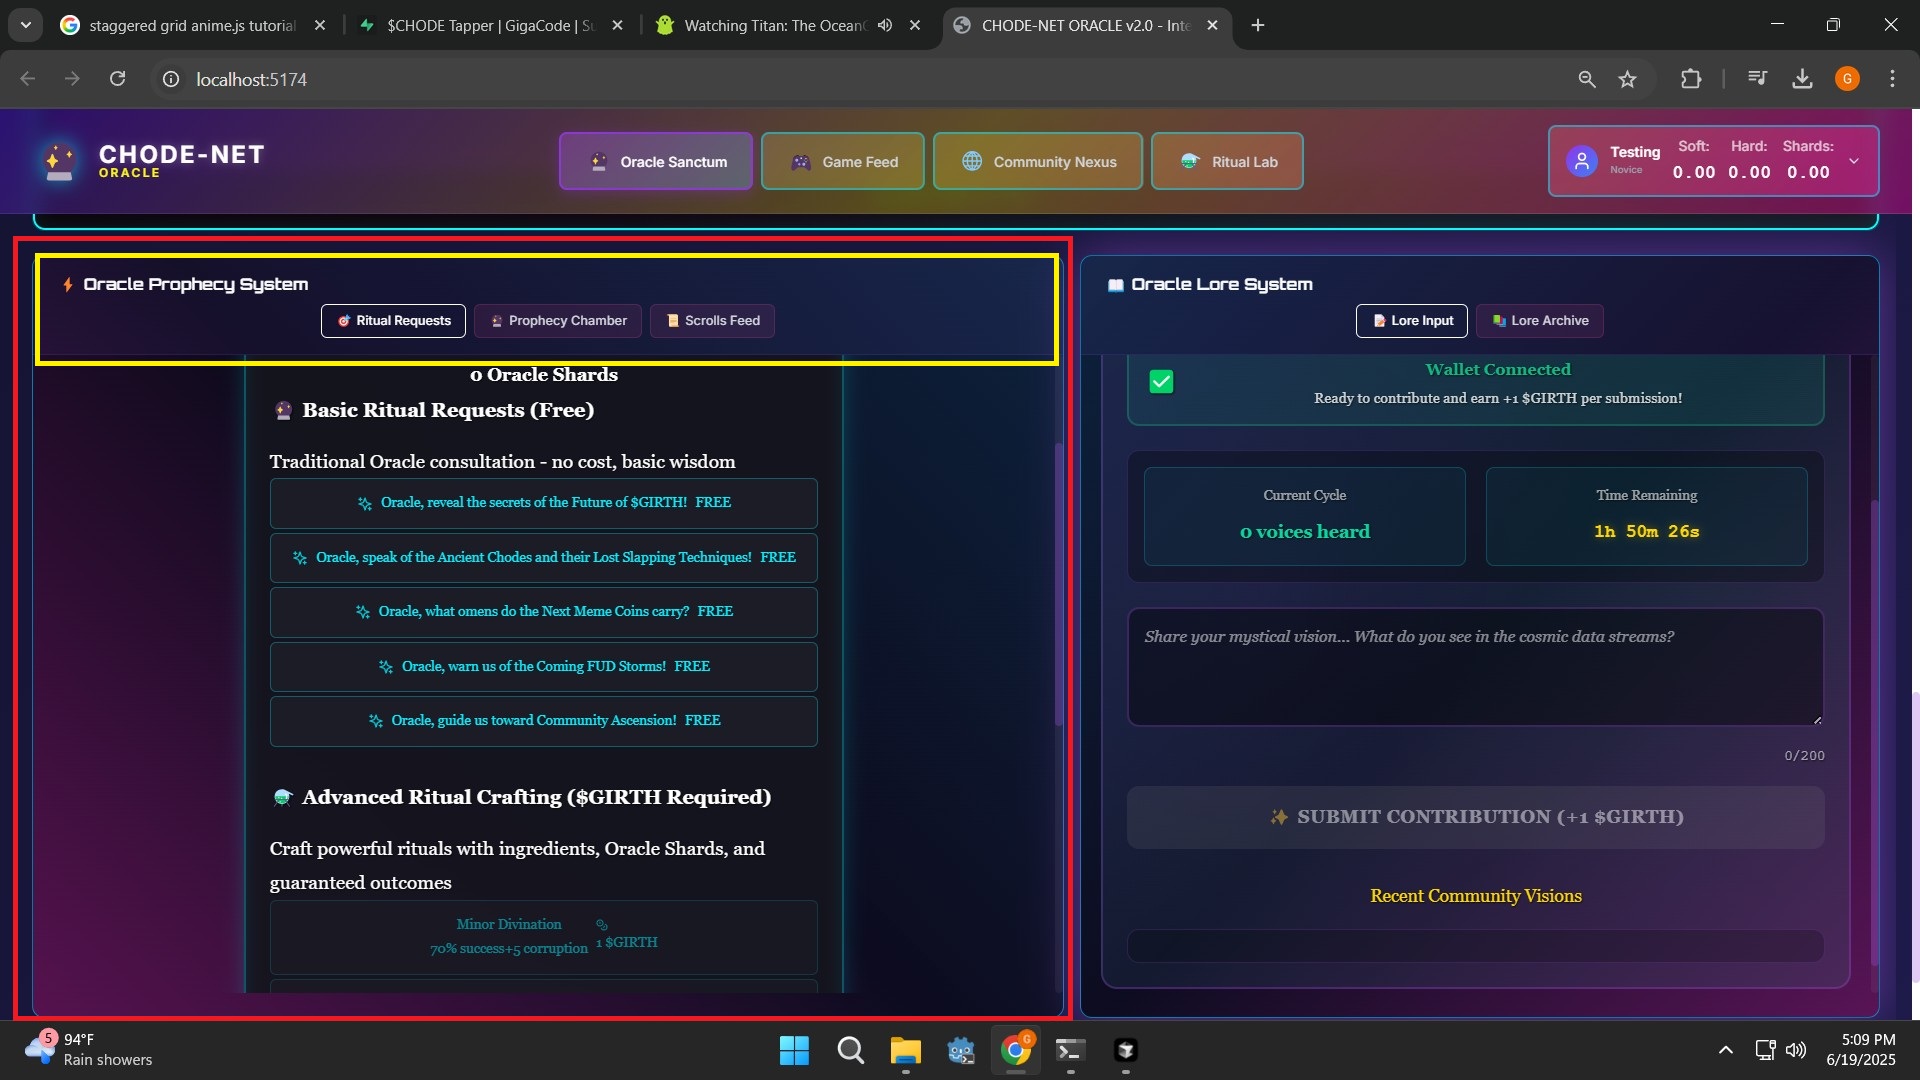 staggered grid anime.js tutorial
$CHODE Tapper | GigaCode | Su
Watching Titan: The OceanG
CHODE-NET ORACLE v2.0 - Inte
localhost:5174
G
CHODE-NET
ORACLE
Oracle Sanctum
Game Feed
Community Nexus
Ritual Lab
Testing
Novice
Soft: Hard: Shards:
0.00 0.00 0.00
Oracle Prophecy System
Ritual Requests
Prophecy Chamber
Scrolls Feed
0 Oracle Shards
Basic Ritual Requests (Free)
Traditional Oracle consultation - no cost, basic wisdom
Oracle, reveal the secrets of the Future of $GIRTH! FREE
Oracle, speak of the Ancient Chodes and their Lost Slapping Techniques! FREE
Oracle, what omens do the Next Meme Coins carry? FREE
Oracle, warn us of the Coming FUD Storms! FREE
Oracle, guide us toward Community Ascension! FREE
Advanced Ritual Crafting ($GIRTH Required)
Craft powerful rituals with ingredients, Oracle Shards, and
guaranteed outcomes
Minor Divination
70% success+5 corruption
1 $GIRTH
Oracle Lore System
Lore Input
Lore Archive
Wallet Connected
Ready to contribute and earn +1 $GIRTH per submission!
Current Cycle
0 voices heard
Time Remaining
1h 50m 26s
Share your mystical vision... What do you see in the cosmic data streams?
0/200
SUBMIT CONTRIBUTION (+1 $GIRTH)
Recent Community Visions
5
94°F
Rain showers
G
5:09 PM
6/19/2025